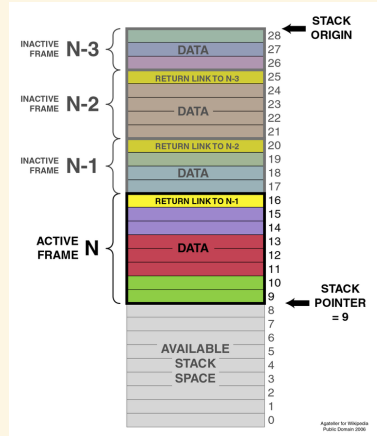 STACK
ORIGIN
28
INACTIVE
FRAME N-3
DATA
27
26
RETURN LINK TO N-3
25
24
INACTIVE
FRAME N-2
DATA
23
22
21
RETURN LINK TO N-2
20
19
INACTIVE
FRAME N-1
DATA
18
17
RETURN LINK TO N-1
16
15
14
ACTIVE
FRAME N
DATA
13
12
11
10
9
STACK
POINTER
= 9
8
7
6
AVAILABLE
STACK
SPACE
5
4
3
2
1
0
Agateller for Wikipedia
Public Domain 2006